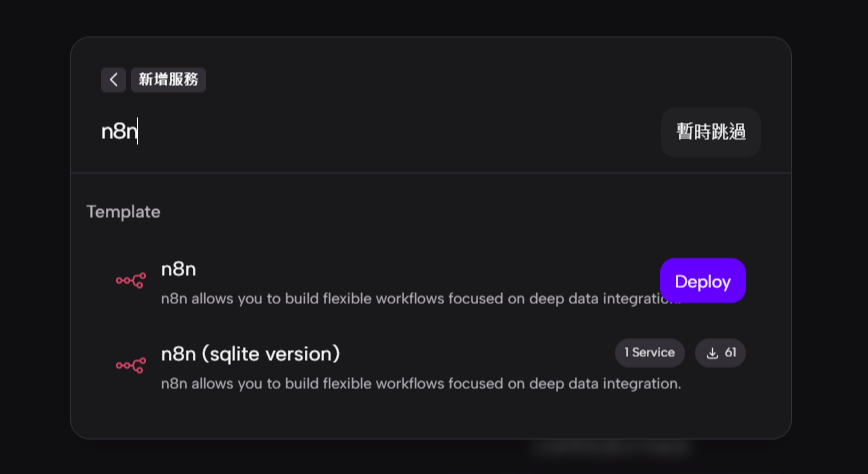 新增服務
n8n
暫時跳過
Template
n8n
Deploy
n8n allows you to build flexible workflows focused on deep data integration.
n8n (sqlite version)
1 Service
61
n8n allows you to build flexible workflows focused on deep data integration.